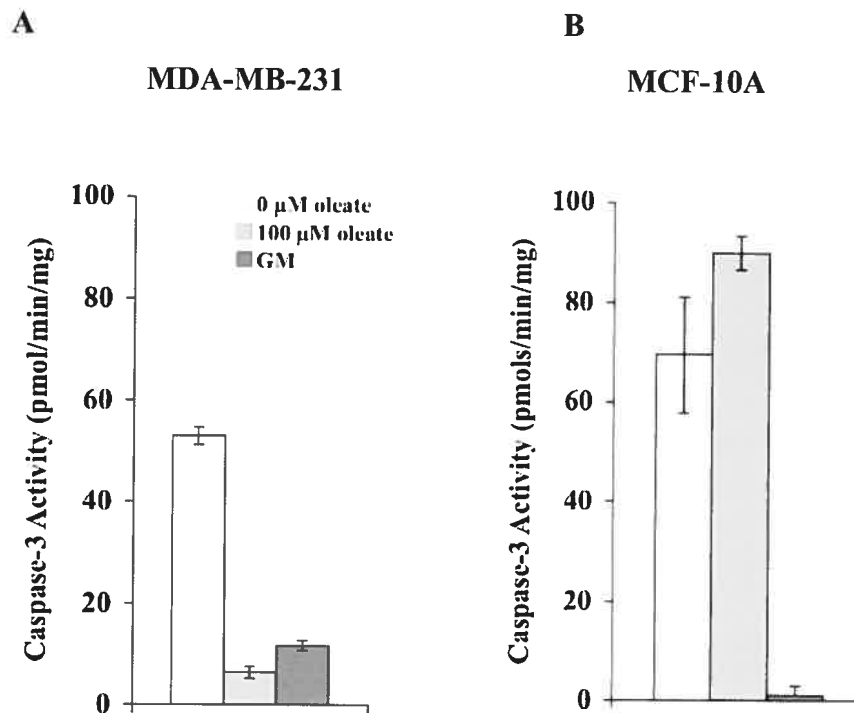 A
MDA-MB-231
Caspase-3 Activity (pmol/min/mg)
100
80
60
40
20
0
0 µM oleate
100 µM oleate
GM
B
MCF-10A
Caspase-3 Activity (pmols/min/mg)
100
80
60
40
20
0